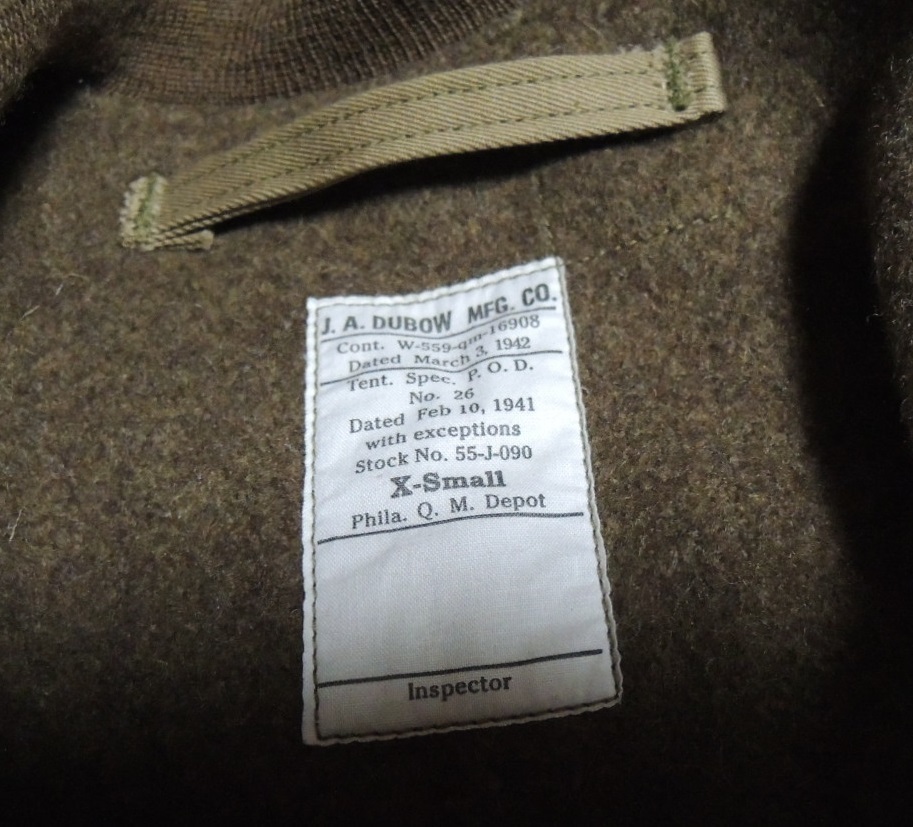 J. A. DUBOW MFG. CO.
Cont. W-559-qm-16908
Dated March 3, 1942
Tent. Spec. P. O. D.
No. 26
Dated Feb 10, 1941
with exceptions
Stock No. 55-J-090
X-Small
Phila. Q. M. Depot
Inspector